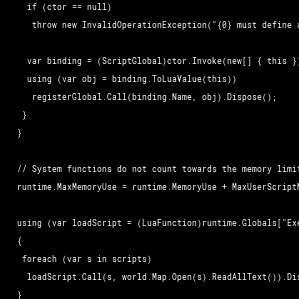 if (ctor == null)
throw new InvalidOperationException("{0} must define a
var binding = (ScriptGlobal)ctor.Invoke(new[] { this }
using (var obj = binding.ToLuaValue(this))
registerGlobal.Call(binding.Name, obj).Dispose();
}
}
// System functions do not count towards the memory limit
runtime.MaxMemoryUse = runtime.MemoryUse + MaxUserScriptM
using (var loadScript = (LuaFunction)runtime.Globals["Exe
{
foreach (var s in scripts)
loadScript.Call(s, world.Map.Open(s).ReadAllText()).Dis
}